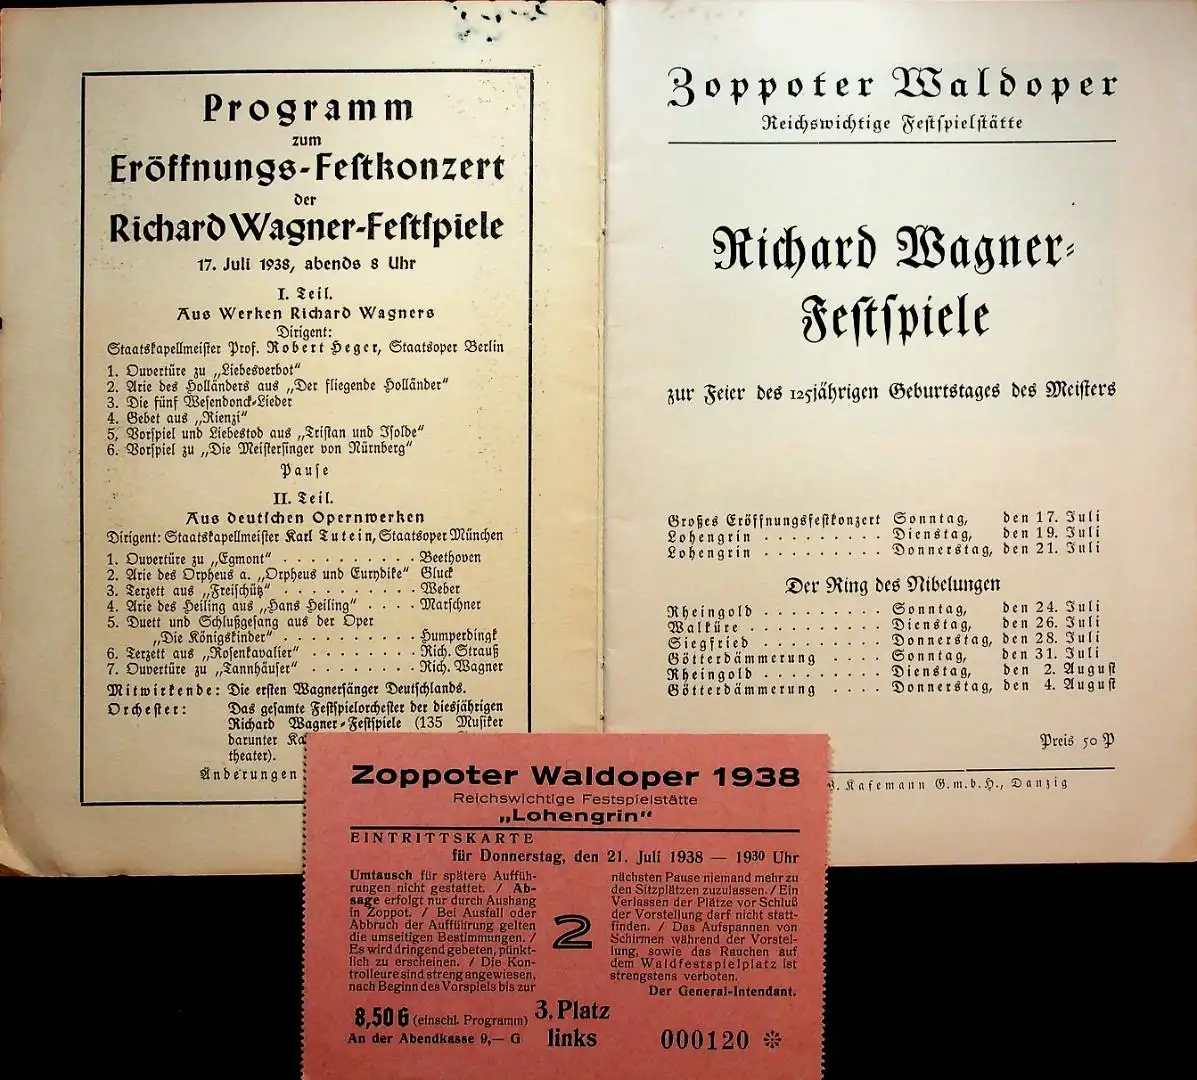 Programm
zum
Eröffnungs-Feſtkonzert
der
Richard Wagner-Feſtſpiele
17. Juli 1938, abends 8 Uhr
I. Teil.
Aus Werken Richard Wagners
Dirigent:
Staatskapellmeiſter Prof. Robert Heger, Staatsoper Berlin
1. Ouvertüre zu „Liebesverbot“
2. Arie des Holländers aus „Der fliegende Holländer“
3. Die fünf Weſendonck-Lieder
4. Gebet aus „Rienzi“
5, Vorſpiel und Liebestod aus „Triſtan und Iſolde“
6. Vorſpiel zu „Die Meiſterſinger von Nürnberg“
Pauſe
II. Teil.
Aus deutſchen Opernwerken
Dirigent: Staatskapellmeiſter Karl Tutein, Staatsoper München
1. Ouvertüre zu „Egmont“ . . . . . . . . . . Beethoven
2. Arie des Orpheus a. „Orpheus und Eurydike“ Gluck
3. Terzett aus „Freiſchütz“ . . . . . . . . . . Weber
4. Arie des Heiling aus „Hans Heiling“ . . . . Marſchner
5. Duett und Schlußgeſang aus der Oper
„Die Königskinder“ . . . . . . . . . . Humperdingk
6. Terzett aus „Roſenkavalier“ . . . . . . . . Rich. Strauß
7. Ouvertüre zu „Tannhäuſer“ . . . . . . . . Rich. Wagner
Mitwirkende: Die erſten Wagnerſänger Deutſchlands.
Orcheſter: Das geſamte Feſtſpielorcheſter der diesjährigen
Richard Wagner-Feſtſpiele (135 Muſiker
darunter
theater).
Änderungen
Zoppoter Waldoper
Reichswichtige Feſtſpielſtätte
Richard Wagner-
Feſtſpiele
zur Feier des 125jährigen Geburtstages des Meiſters
Großes Eröffnungsfeſtkonzert Sonntag, den 17. Juli
Lohengrin . . . . . . . . . Dienstag, den 19. Juli
Lohengrin . . . . . . . . . Donnerstag, den 21. Juli
Der Ring des Nibelungen
Rheingold . . . . . . . . . Sonntag, den 24. Juli
Walküre . . . . . . . . . . Dienstag, den 26. Juli
Siegfried . . . . . . . . . Donnerstag, den 28. Juli
Götterdämmerung . . . . Sonntag, den 31. Juli
Rheingold . . . . . . . . . Dienstag, den 2. Auguſt
Götterdämmerung . . . . Donnerstag, den 4. Auguſt
Preis 50 P
Kafemann G.m.b.H., Danzig
Zoppoter Waldoper 1938
Reichswichtige Festspielstätte
„Lohengrin“
EINTRITTSKARTE
für Donnerstag, den 21. Juli 1938 — 19³⁰ Uhr
Umtausch für spätere Auffüh-
rungen nicht gestattet. / Ab-
sage erfolgt nur durch Aushang
in Zoppot. / Bei Ausfall oder
Abbruch der Aufführung gelten
die umseitigen Bestimmungen. /
Es wird dringend gebeten, pünkt-
lich zu erscheinen. / Die Kon-
trolleure sind streng angewiesen,
nach Beginn des Vorspiels bis zur
2
nächsten Pause niemand mehr zu
den Sitzplätzen zuzulassen. / Ein
Verlassen der Plätze vor Schluß
der Vorstellung darf nicht statt-
finden. / Das Aufspannen von
Schirmen während der Vorstel-
lung, sowie das Rauchen auf
dem Waldfestspielplatz ist
strengstens verboten.
Der General-Intendant.
8,50 G (einschl. Programm)
An der Abendkasse 9,— G
3. Platz
links
000120 ✻